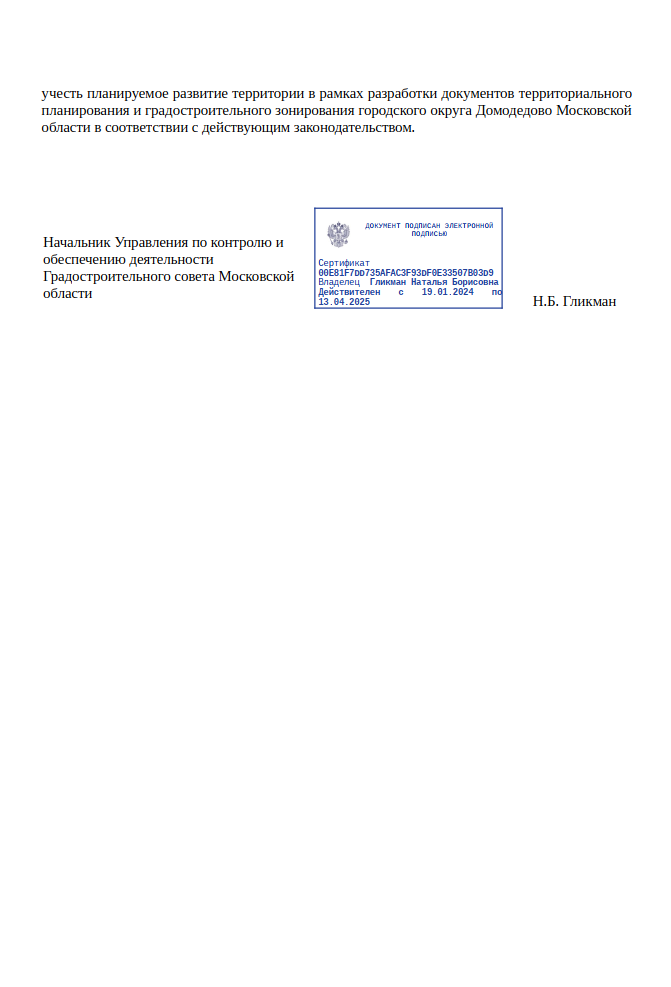 учесть планируемое развитие территории в рамках разработки документов территориального
планирования и градостроительного зонирования городского округа Домодедово Московской
области в соответствии с действующим законодательством.
Начальник Управления по контролю и
обеспечению деятельности
Градостроительного совета Московской
области
ДОКУМЕНТ ПОДПИСАН ЭЛЕКТРОННОЙ
ПОДПИСЬЮ
Сертификат
00E81F7DD735AFAC3F93DF0E33507B03D9
Владелец Гликман Наталья Борисовна
Действителен с 19.01.2024 по
13.04.2025
Н.Б. Гликман